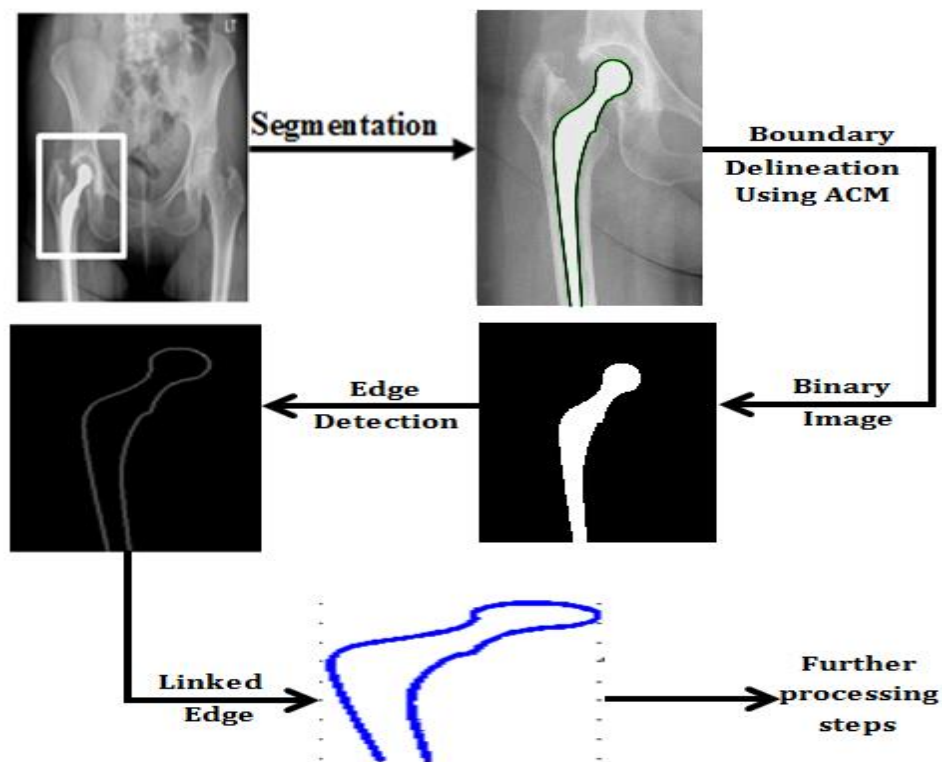 LT
Segmentation
Boundary
Delineation
Using ACM
Binary
Image
Edge
Detection
Linked
Edge
Further
processing
steps